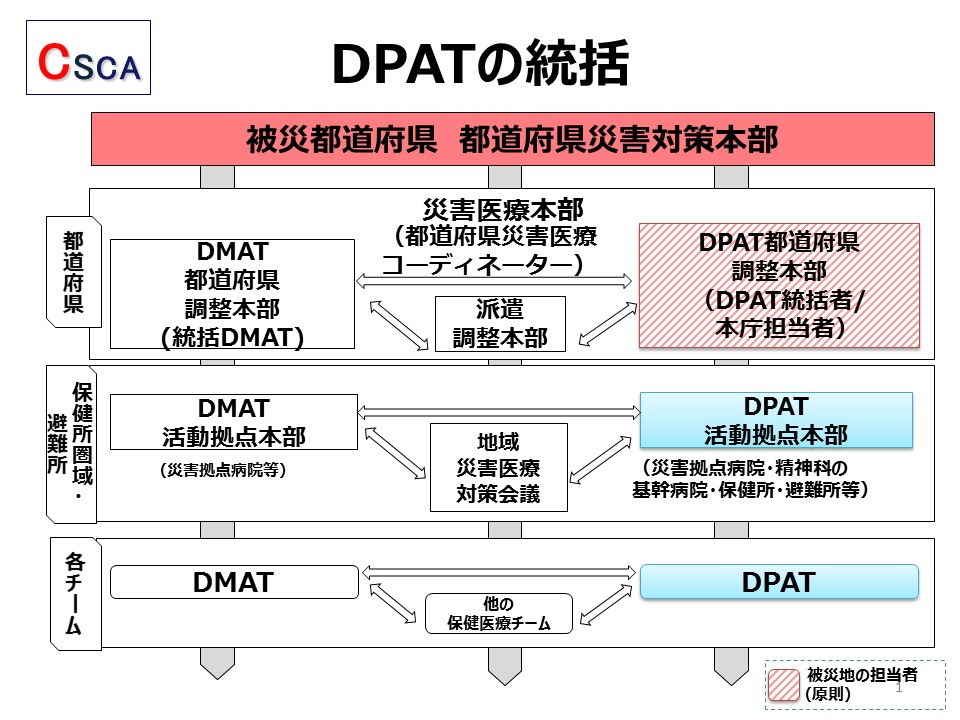 CSCA
DPATの統括
被災都道府県 都道府県災害対策本部
都道府県
災害医療本部
（都道府県災害医療
コーディネーター）
DMAT
都道府県
調整本部
(統括DMAT)
派遣
調整本部
DPAT都道府県
調整本部
（DPAT統括者/
本庁担当者）
保健所圏域・
避難所
DMAT
活動拠点本部
（災害拠点病院等）
地域
災害医療
対策会議
DPAT
活動拠点本部
（災害拠点病院・精神科の
基幹病院・保健所・避難所等）
各チーム
DMAT
他の
保健医療チーム
DPAT
被災地の担当者
(原則)
1